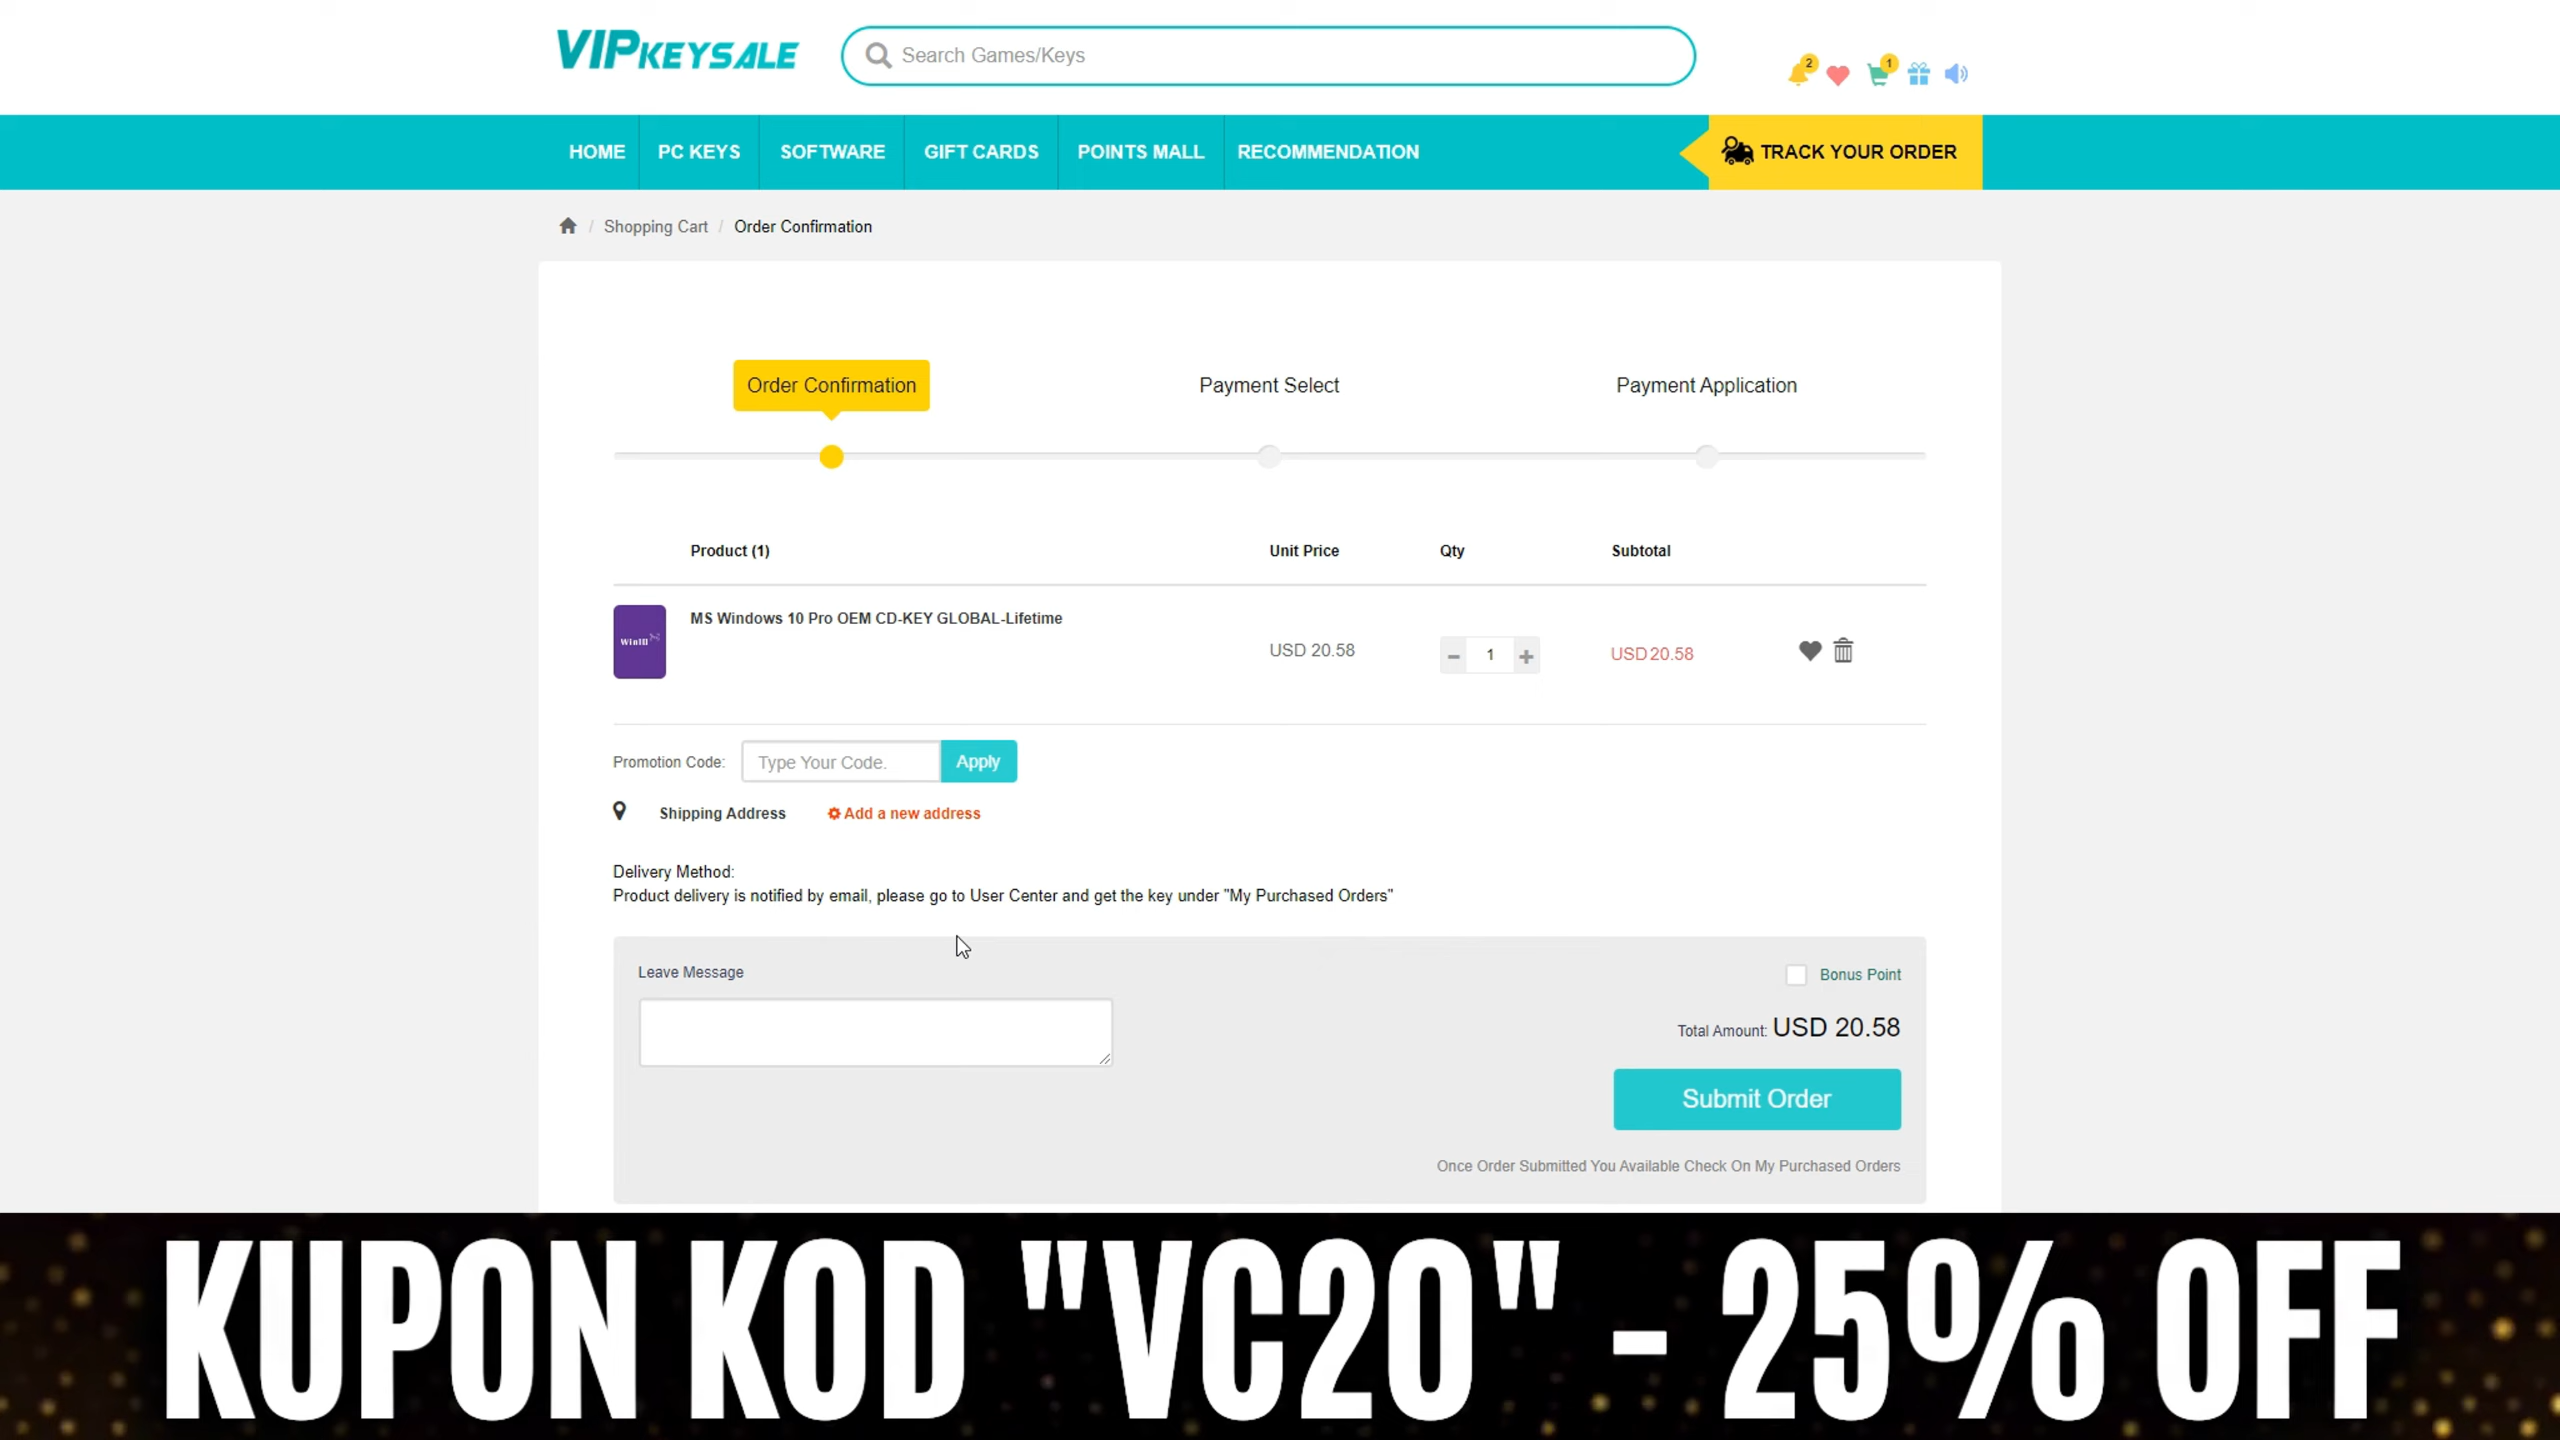 VIPKEYSALE
Search Games/Keys
2
1
HOME PC KEYS SOFTWARE GIFT CARDS POINTS MALL RECOMMENDATION TRACK YOUR ORDER
/ Shopping Cart / Order Confirmation
Order Confirmation Payment Select Payment Application
Product (1) Unit Price Qty Subtotal
MS Windows 10 Pro OEM CD-KEY GLOBAL-Lifetime
USD 20.58 − 1 + USD20.58
Promotion Code: Type Your Code. Apply
Shipping Address Add a new address
Delivery Method:
Product delivery is notified by email, please go to User Center and get the key under "My Purchased Orders"
Leave Message
Bonus Point
Total Amount: USD 20.58
Submit Order
Once Order Submitted You Available Check On My Purchased Orders
KUPON KOD "VC20" - 25% OFF